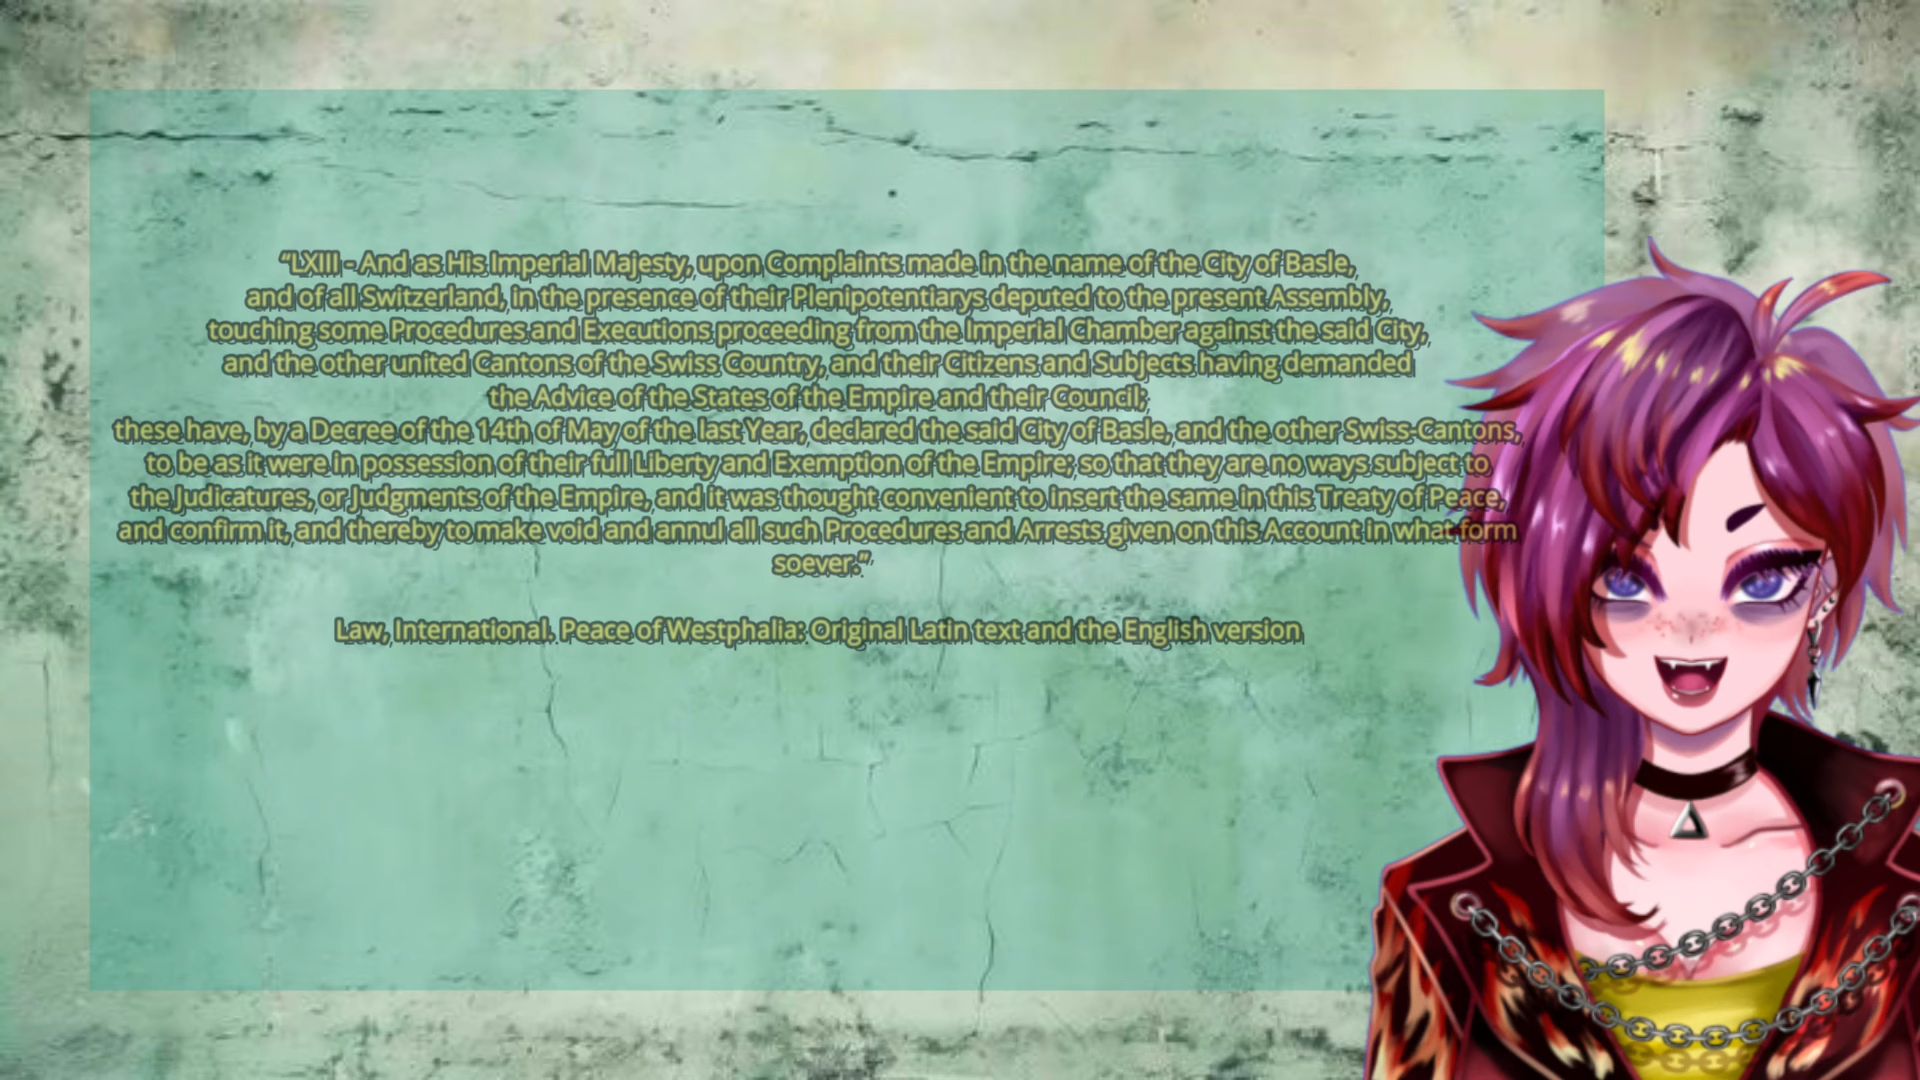 “LXIII - And as His Imperial Majesty, upon Complaints made in the name of the City of Basle,
and of all Switzerland, in the presence of their Plenipotentiarys deputed to the present Assembly,
touching some Procedures and Executions proceeding from the Imperial Chamber against the said City,
and the other united Cantons of the Swiss Country, and their Citizens and Subjects having demanded
the Advice of the States of the Empire and their Council;
these have, by a Decree of the 14th of May of the last Year, declared the said City of Basle, and the other Swiss-Cantons,
to be as it were in possession of their full Liberty and Exemption of the Empire; so that they are no ways subject to
the Judicatures, or Judgments of the Empire, and it was thought convenient to insert the same in this Treaty of Peace,
and confirm it, and thereby to make void and annul all such Procedures and Arrests given on this Account in what form
soever.”
Law, International. Peace of Westphalia: Original Latin text and the English version